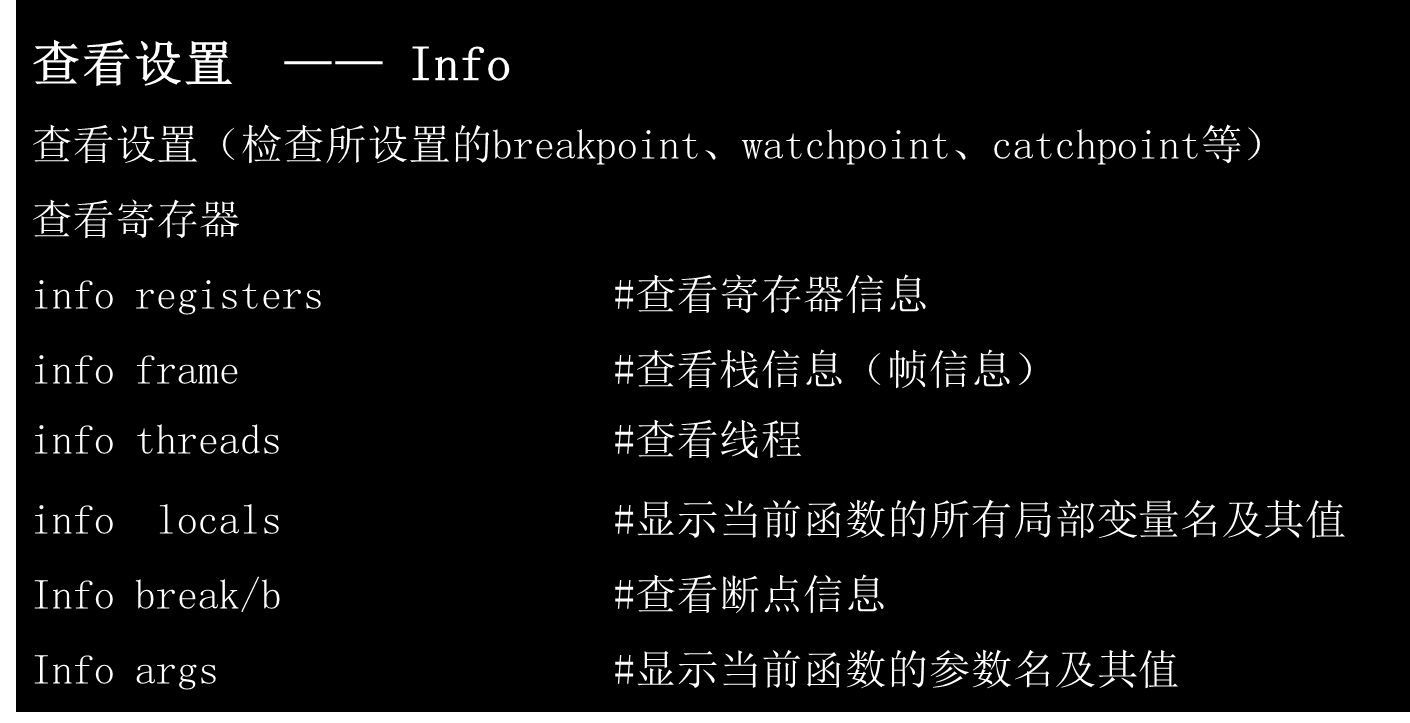 查看设置 —— Info
查看设置（检查所设置的breakpoint、watchpoint、catchpoint等）
查看寄存器
info registers #查看寄存器信息
info frame #查看栈信息（帧信息）
info threads #查看线程
info  locals #显示当前函数的所有局部变量名及其值
Info break/b #查看断点信息
Info args #显示当前函数的参数名及其值